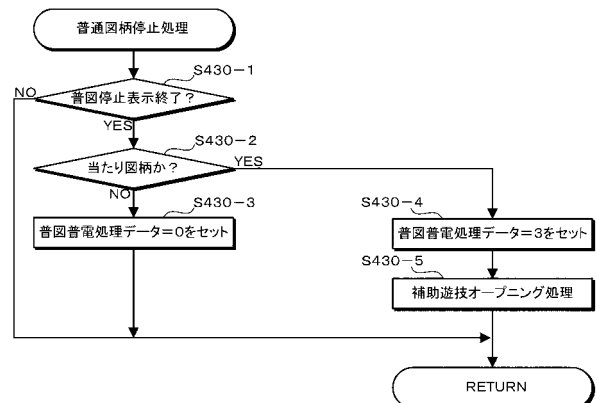 普通図柄停止処理
S430-1
NO
普図停止表示終了？
YES
S430-2
当たり図柄か？
YES
NO
S430-3
S430-4
普図普電処理データ=0をセット
普図普電処理データ=3をセット
S430-5
補助遊技オープニング処理
RETURN